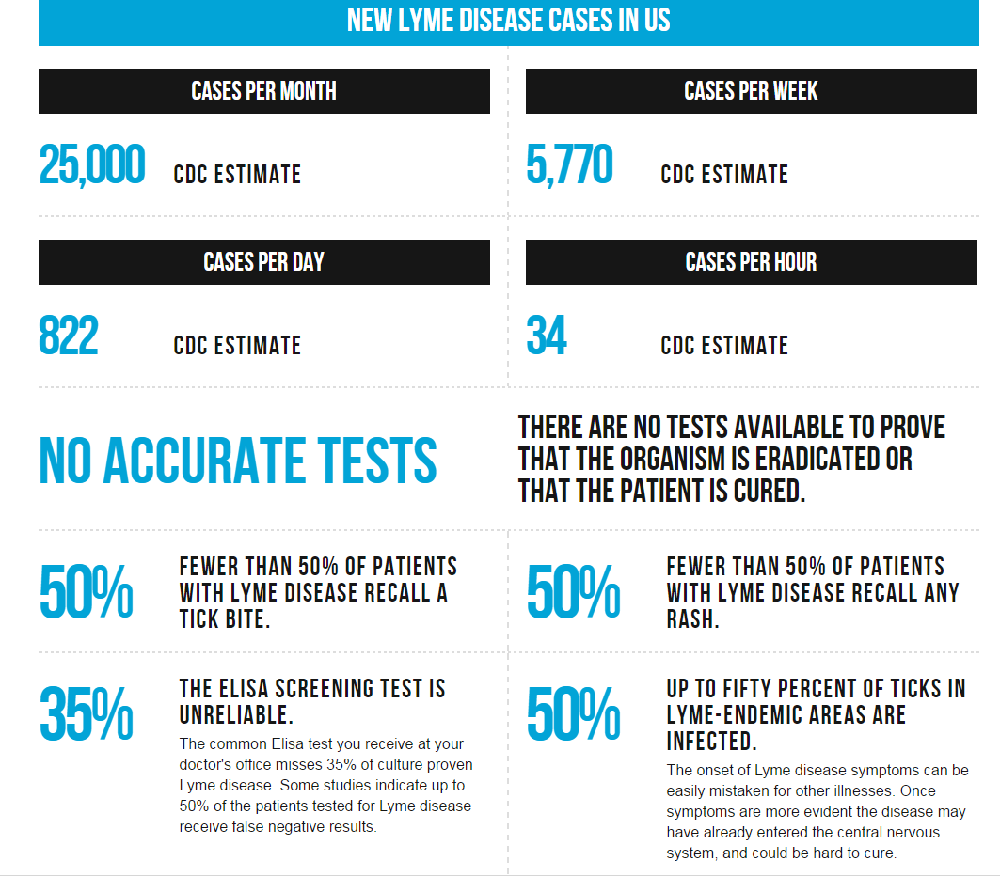 NEW LYME DISEASE CASES IN US
CASES PER MONTH
CASES PER WEEK
25,000 CDC ESTIMATE
5,770 CDC ESTIMATE
CASES PER DAY
CASES PER HOUR
822 CDC ESTIMATE
34 CDC ESTIMATE
NO ACCURATE TESTS
THERE ARE NO TESTS AVAILABLE TO PROVE
THAT THE ORGANISM IS ERADICATED OR
THAT THE PATIENT IS CURED.
50%
FEWER THAN 50% OF PATIENTS
WITH LYME DISEASE RECALL A
TICK BITE.
50%
FEWER THAN 50% OF PATIENTS
WITH LYME DISEASE RECALL ANY
RASH.
35%
THE ELISA SCREENING TEST IS
UNRELIABLE.
The common Elisa test you receive at your
doctor's office misses 35% of culture proven
Lyme disease. Some studies indicate up to
50% of the patients tested for Lyme disease
receive false negative results.
50%
UP TO FIFTY PERCENT OF TICKS IN
LYME-ENDEMIC AREAS ARE
INFECTED.
The onset of Lyme disease symptoms can be
easily mistaken for other illnesses. Once
symptoms are more evident the disease may
have already entered the central nervous
system, and could be hard to cure.